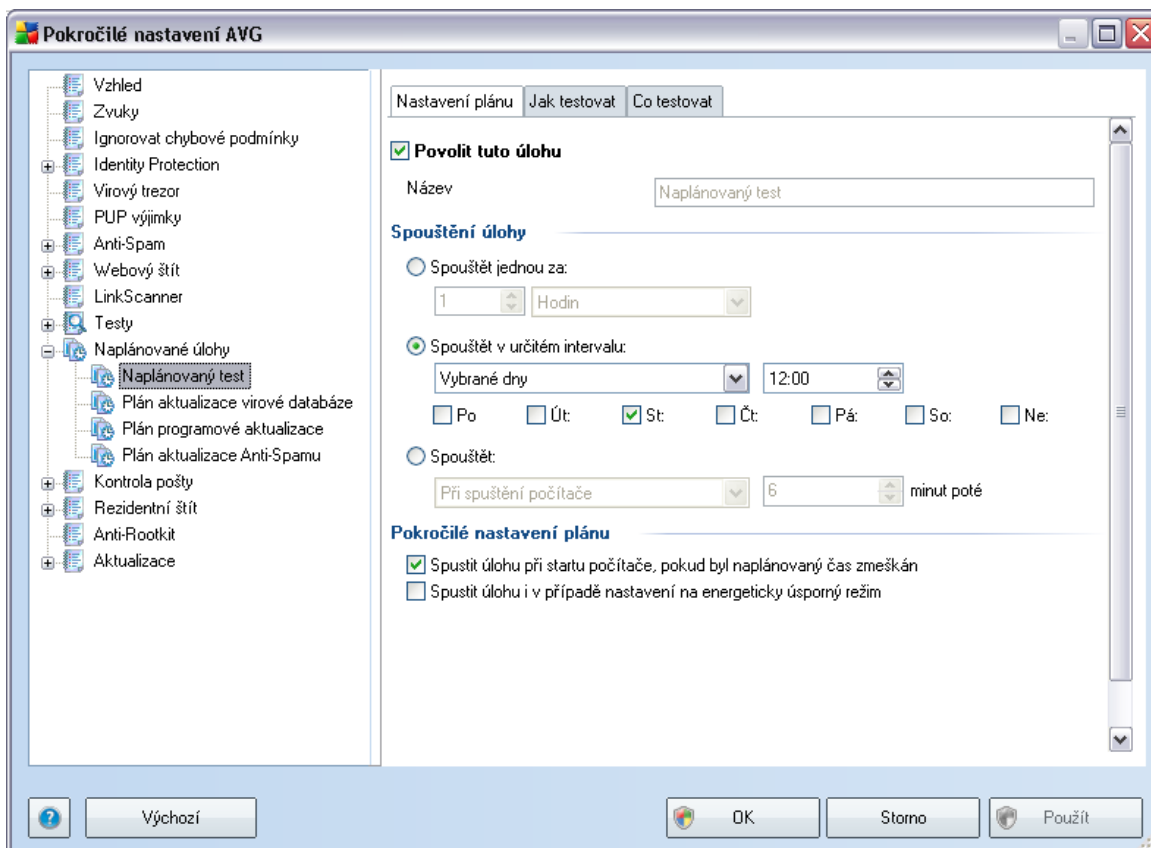 Pokročilé nastavení AVG
Vzhled
Zvuky
Ignorovat chybové podmínky
Identity Protection
Virový trezor
PUP výjimky
Anti-Spam
Webový štít
LinkScanner
Testy
Naplánované úlohy
Naplánovaný test
Plán aktualizace virové databáze
Plán programové aktualizace
Plán aktualizace Anti-Spamu
Kontrola pošty
Rezidentní štít
Anti-Rootkit
Aktualizace
Nastavení plánu Jak testovat Co testovat
Povolit tuto úlohu
Název Naplánovaný test
Spouštění úlohy
Spouštět jednou za:
1 Hodin
Spouštět v určitém intervalu:
Vybrané dny 12:00
Po Út: St: Čt: Pá: So: Ne:
Spouštět:
Při spuštění počítače 6 minut poté
Pokročilé nastavení plánu
Spustit úlohu při startu počítače, pokud byl naplánovaný čas zmeškán
Spustit úlohu i v případě nastavení na energeticky úsporný režim
? Výchozí OK Storno Použít